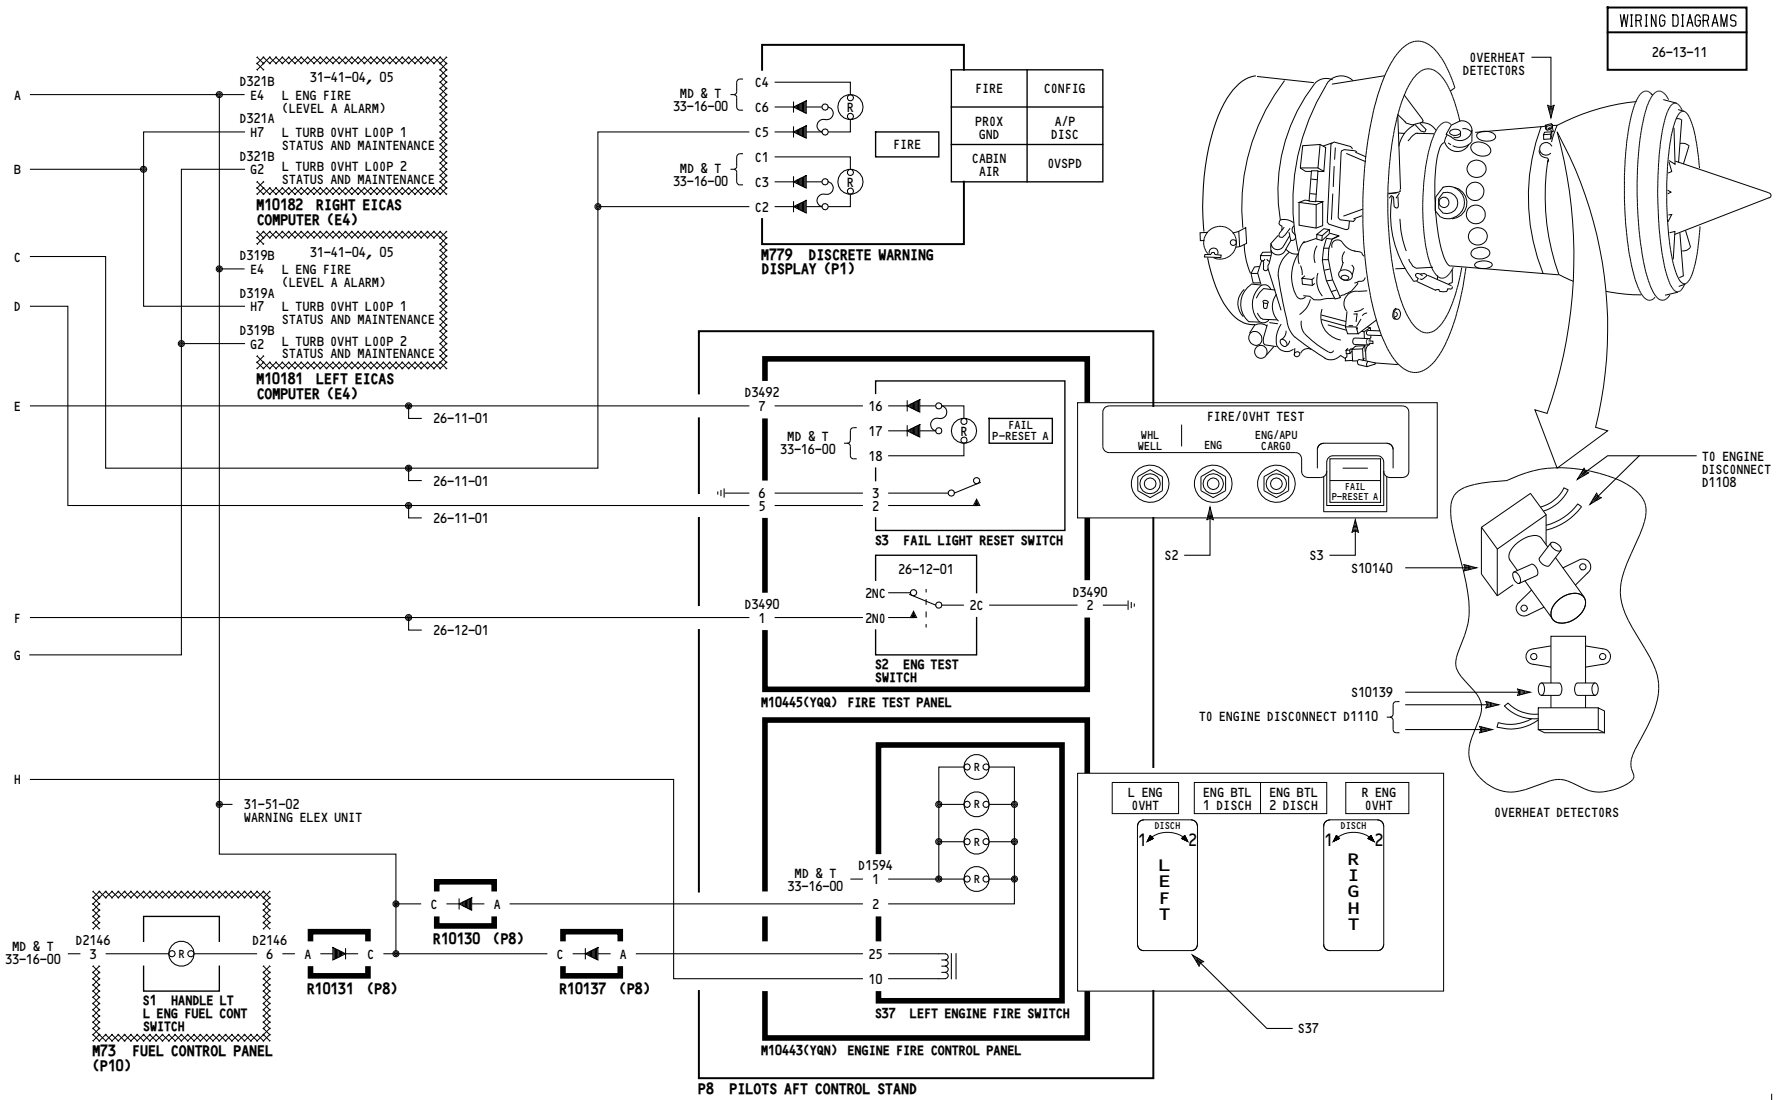 WIRING DIAGRAMS
26-13-11
A
B
C
D
E
F
G
H
D321B
31-41-04, 05
E4
L ENG FIRE
(LEVEL A ALARM)
D321A
H7
L TURB OVHT LOOP 1
STATUS AND MAINTENANCE
D321B
G2
L TURB OVHT LOOP 2
STATUS AND MAINTENANCE
M10182 RIGHT EICAS
COMPUTER (E4)
D319B
31-41-04, 05
E4
L ENG FIRE
(LEVEL A ALARM)
D319A
H7
L TURB OVHT LOOP 1
STATUS AND MAINTENANCE
D319B
G2
L TURB OVHT LOOP 2
STATUS AND MAINTENANCE
M10181 LEFT EICAS
COMPUTER (E4)
26-11-01
26-11-01
26-11-01
26-12-01
MD & T
33-16-00
C4
C6
C5
R
MD & T
33-16-00
C1
C3
C2
R
FIRE
FIRE
CONFIG
PROX
GND
A/P
DISC
CABIN
AIR
OVSPD
M779 DISCRETE WARNING
DISPLAY (P1)
OVERHEAT
DETECTORS
D3492
7
16
17
18
R
FAIL
P-RESET A
MD & T
33-16-00
6
5
3
2
S3 FAIL LIGHT RESET SWITCH
26-12-01
2NC
2NO
2C
D3490
1
D3490
2
S2 ENG TEST
SWITCH
M10445(YQQ) FIRE TEST PANEL
FIRE/OVHT TEST
WHL
WELL
ENG
ENG/APU
CARGO
FAIL
P-RESET A
S2
S3
TO ENGINE
DISCONNECT
D1108
S10140
S10139
TO ENGINE DISCONNECT D1110
OVERHEAT DETECTORS
31-51-02
WARNING ELEX UNIT
MD & T
33-16-00
D2146
3
R
D2146
6
S1 HANDLE LT
L ENG FUEL CONT
SWITCH
M73 FUEL CONTROL PANEL
(P10)
A
C
R10131 (P8)
C
A
R10130 (P8)
C
A
R10137 (P8)
R
R
R
R
MD & T
33-16-00
D1594
1
2
25
10
S37 LEFT ENGINE FIRE SWITCH
M10443(YQN) ENGINE FIRE CONTROL PANEL
P8 PILOTS AFT CONTROL STAND
L ENG
OVHT
ENG BTL
1 DISCH
ENG BTL
2 DISCH
R ENG
OVHT
DISCH
1 2
LEFT
DISCH
1 2
RIGHT
S37